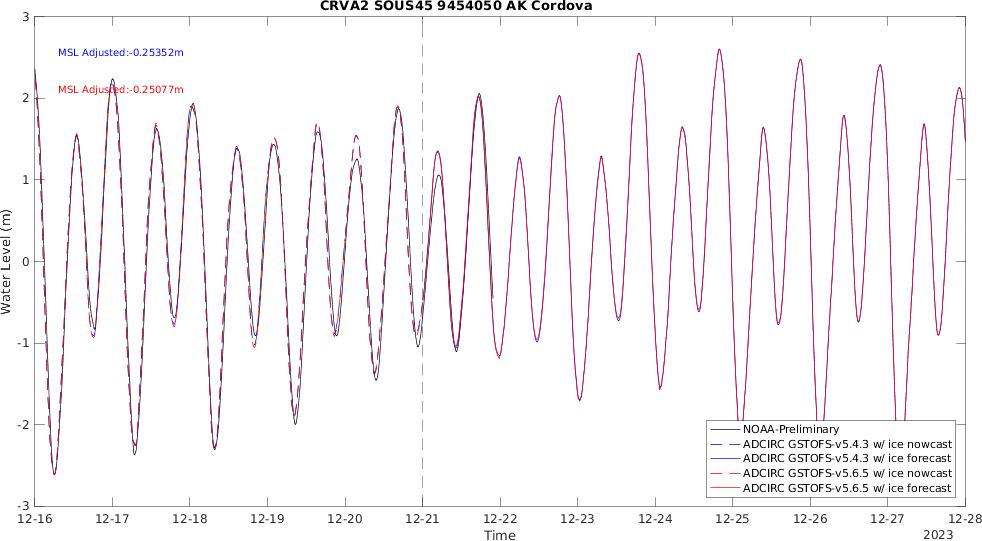 CRVA2 SOUS45 9454050 AK Cordova
3
2
1
0
-1
-2
-3
Water Level (m)
MSL Adjusted:-0.25352m
MSL Adjusted:-0.25077m
NOAA-Preliminary
ADCIRC GSTOFS-v5.4.3 w/ ice nowcast
ADCIRC GSTOFS-v5.4.3 w/ ice forecast
ADCIRC GSTOFS-v5.6.5 w/ ice nowcast
ADCIRC GSTOFS-v5.6.5 w/ ice forecast
12-16 12-17 12-18 12-19 12-20 12-21 12-22 12-23 12-24 12-25 12-26 12-27 12-28
Time
2023